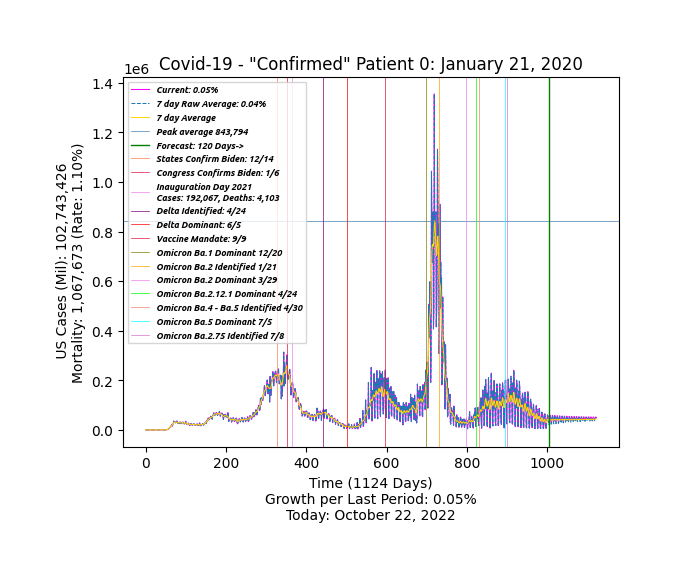 Covid-19 - "Confirmed" Patient 0: January 21, 2020
1e6
1.4
1.2
1.0
0.8
0.6
0.4
0.2
0.0
US Cases (Mil): 102,743,426
Mortality: 1,067,673 (Rate: 1.10%)
Current: 0.05%
7 day Raw Average: 0.04%
7 day Average
Peak average 843,794
Forecast: 120 Days->
States Confirm Biden: 12/14
Congress Confirms Biden: 1/6
Inauguration Day 2021
Cases: 192,067, Deaths: 4,103
Delta Identified: 4/24
Delta Dominant: 6/5
Vaccine Mandate: 9/9
Omicron Ba.1 Dominant 12/20
Omicron Ba.2 Identified 1/21
Omicron Ba.2 Dominant 3/29
Omicron Ba.2.12.1 Dominant 4/24
Omicron Ba.4 - Ba.5 Identified 4/30
Omicron Ba.5 Dominant 7/5
Omicron Ba.2.75 Identified 7/8
0 200 400 600 800 1000
Time (1124 Days)
Growth per Last Period: 0.05%
Today: October 22, 2022